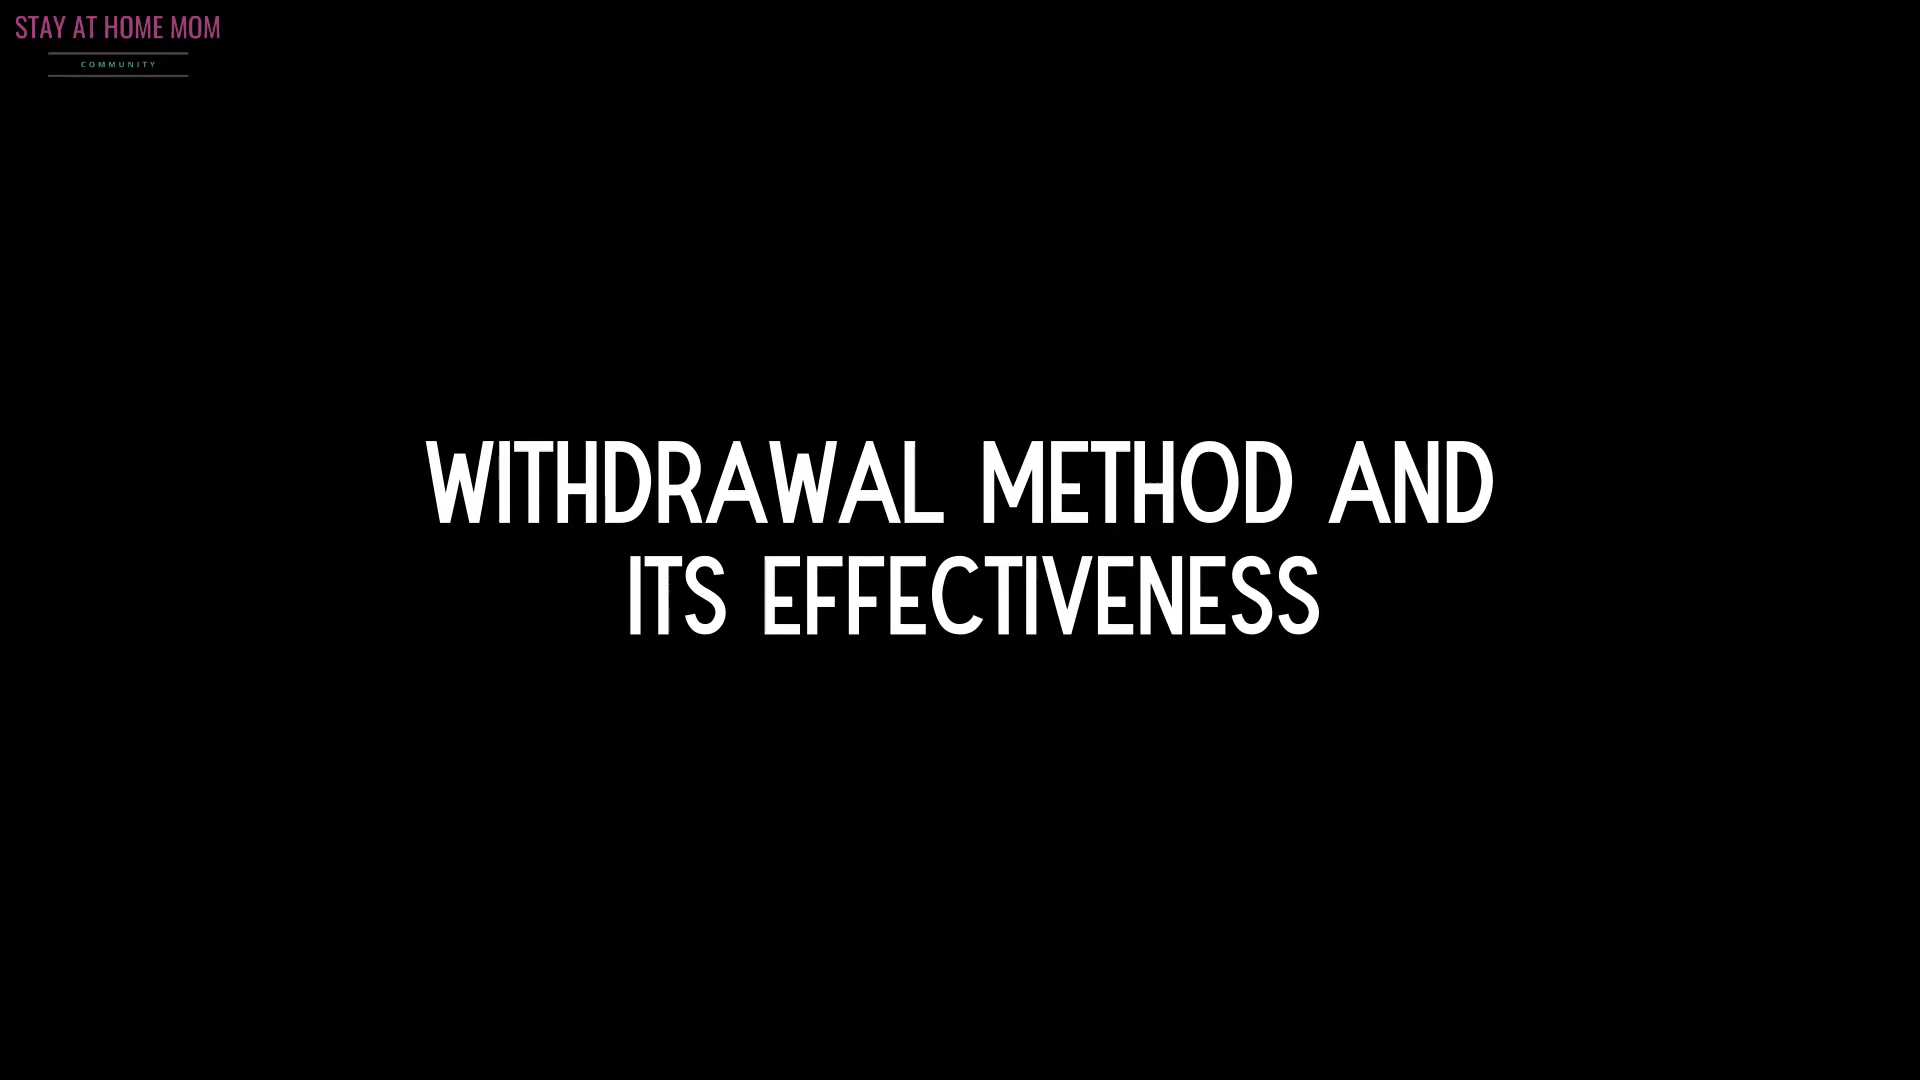 STAY AT HOME MOM
COMMUNITY
WITHDRAWAL METHOD AND
ITS EFFECTIVENESS